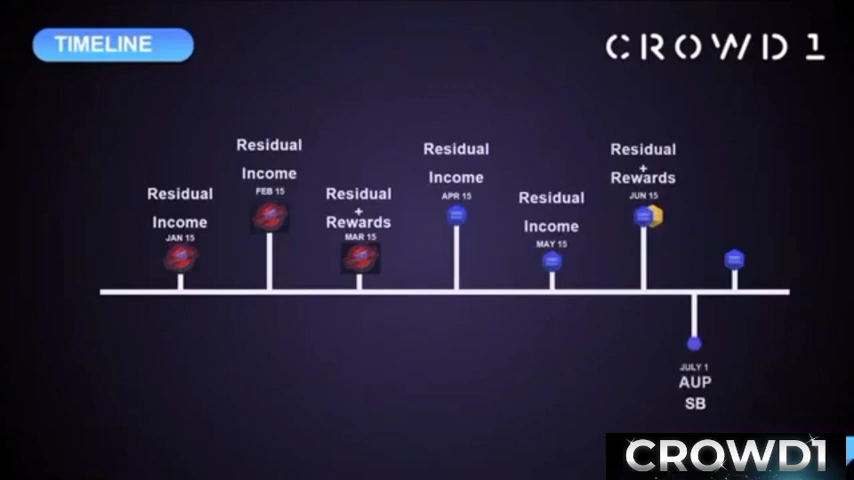 TIMELINE
CROWD 1
Residual
Income
JAN 15
Residual
Income
FEB 15
Residual
+
Rewards
MAR 15
Residual
Income
APR 15
Residual
Income
MAY 15
Residual
+
Rewards
JUN 15
JULY 1
AUP
SB
CROWD1